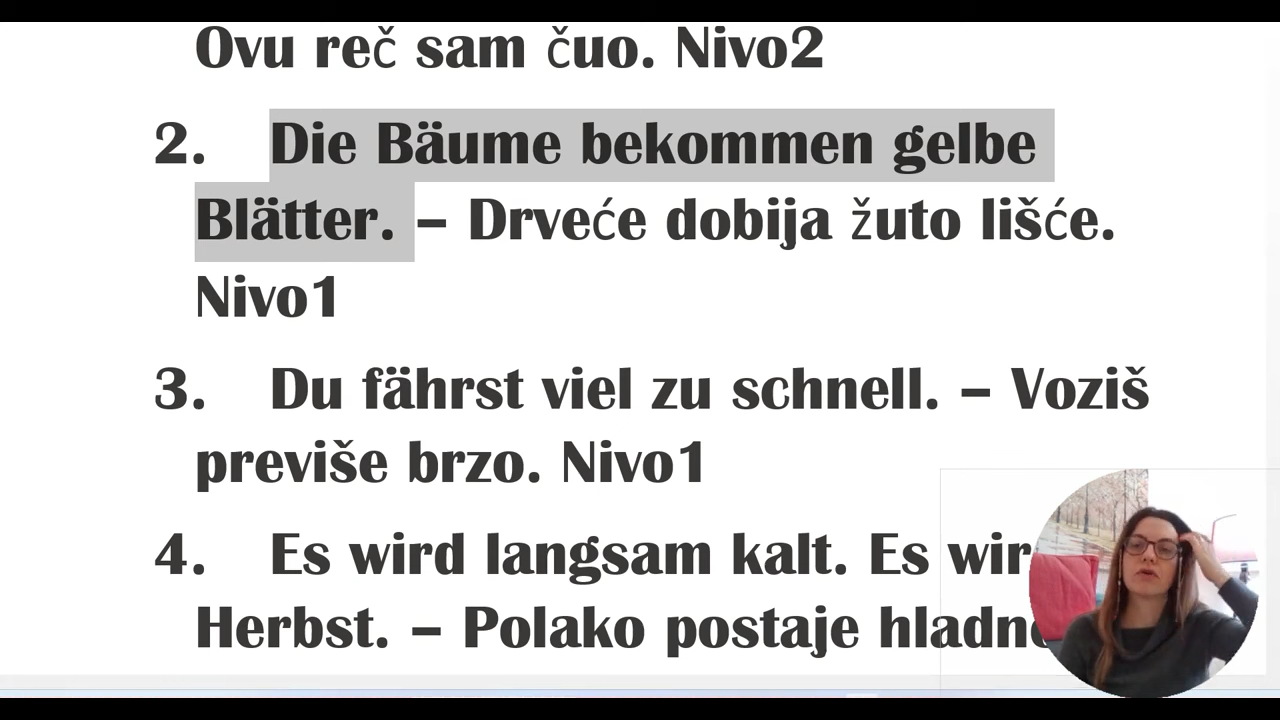 Ovu reč sam čuo. Nivo2
2. Die Bäume bekommen gelbe
Blätter. – Drveće dobija žuto lišće.
Nivo1
3. Du fährst viel zu schnell. – Voziš
previše brzo. Nivo1
4. Es wird langsam kalt. Es wir
Herbst. – Polako postaje hladno